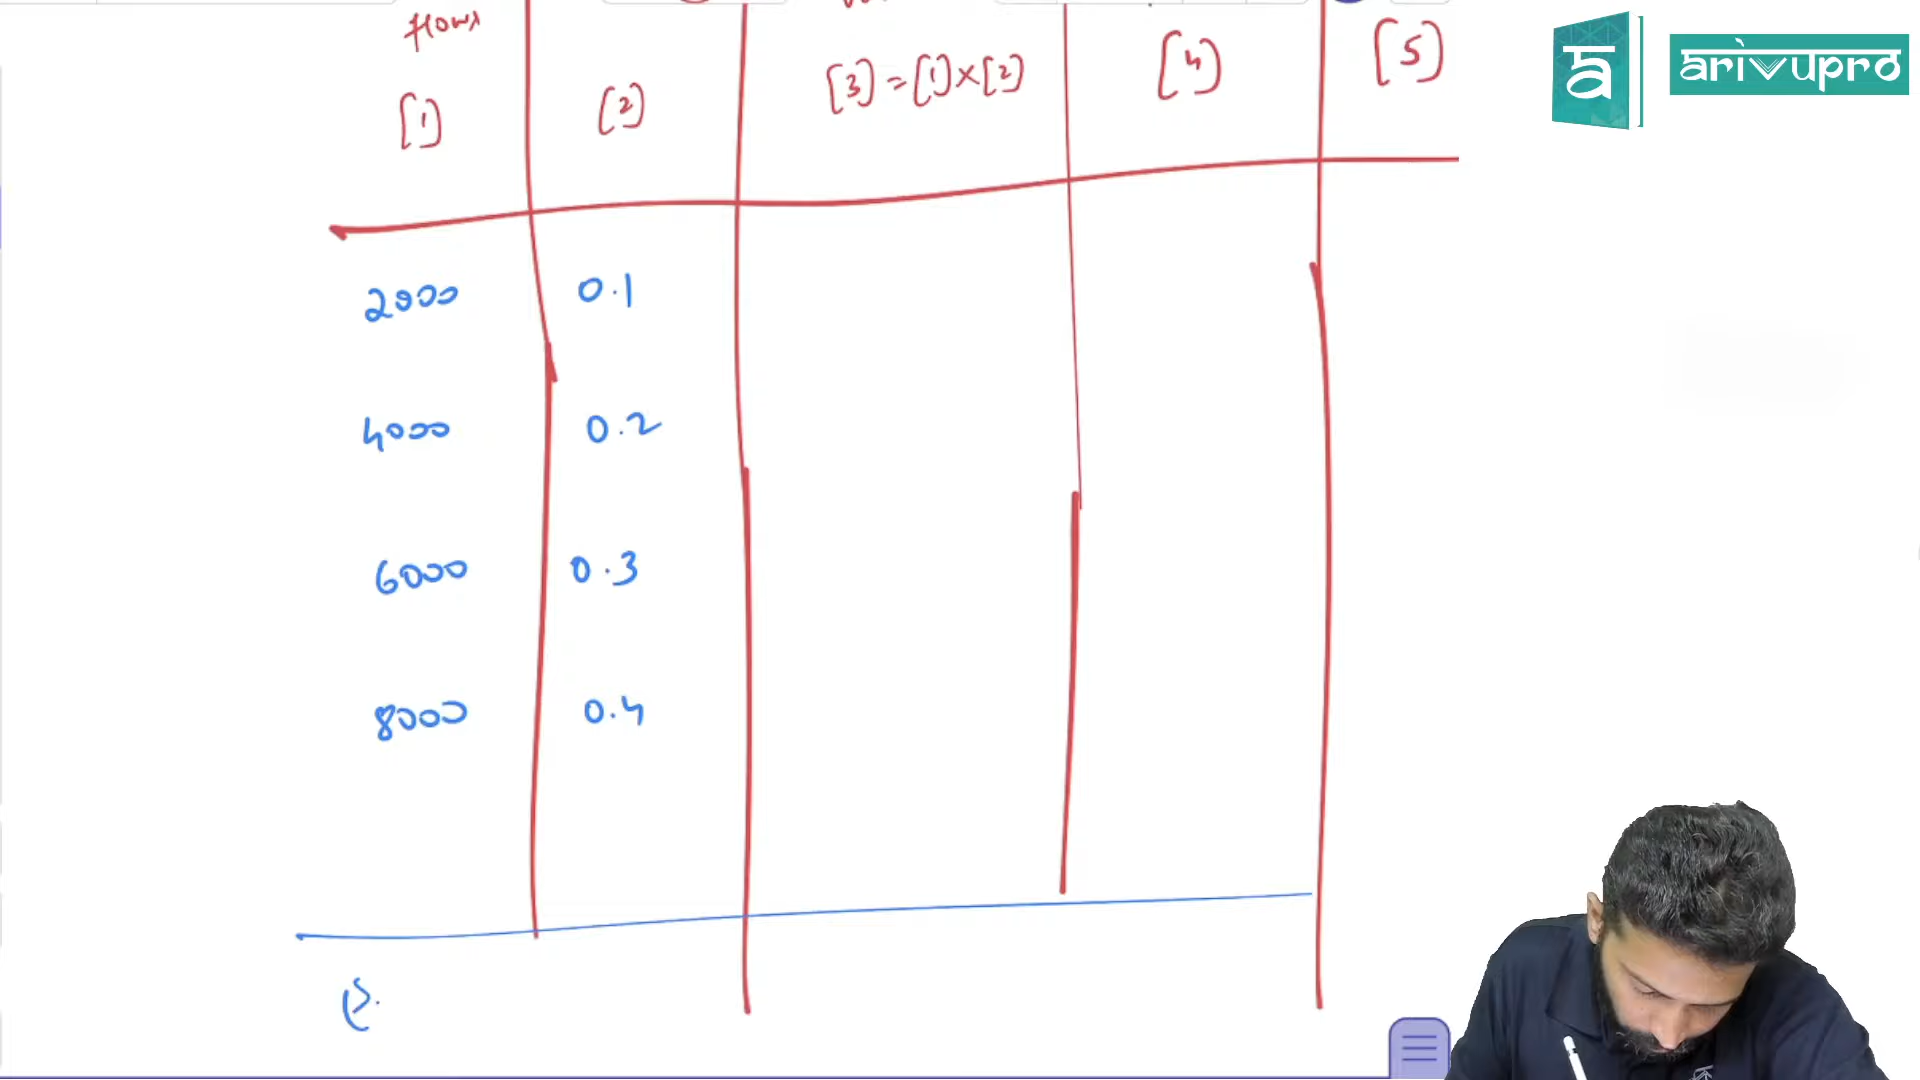 flows
[1] [2] [3] = [1] × [2] [4] [5]
2000 0.1
4000 0.2
6000 0.3
8000 0.4
ā arivupro